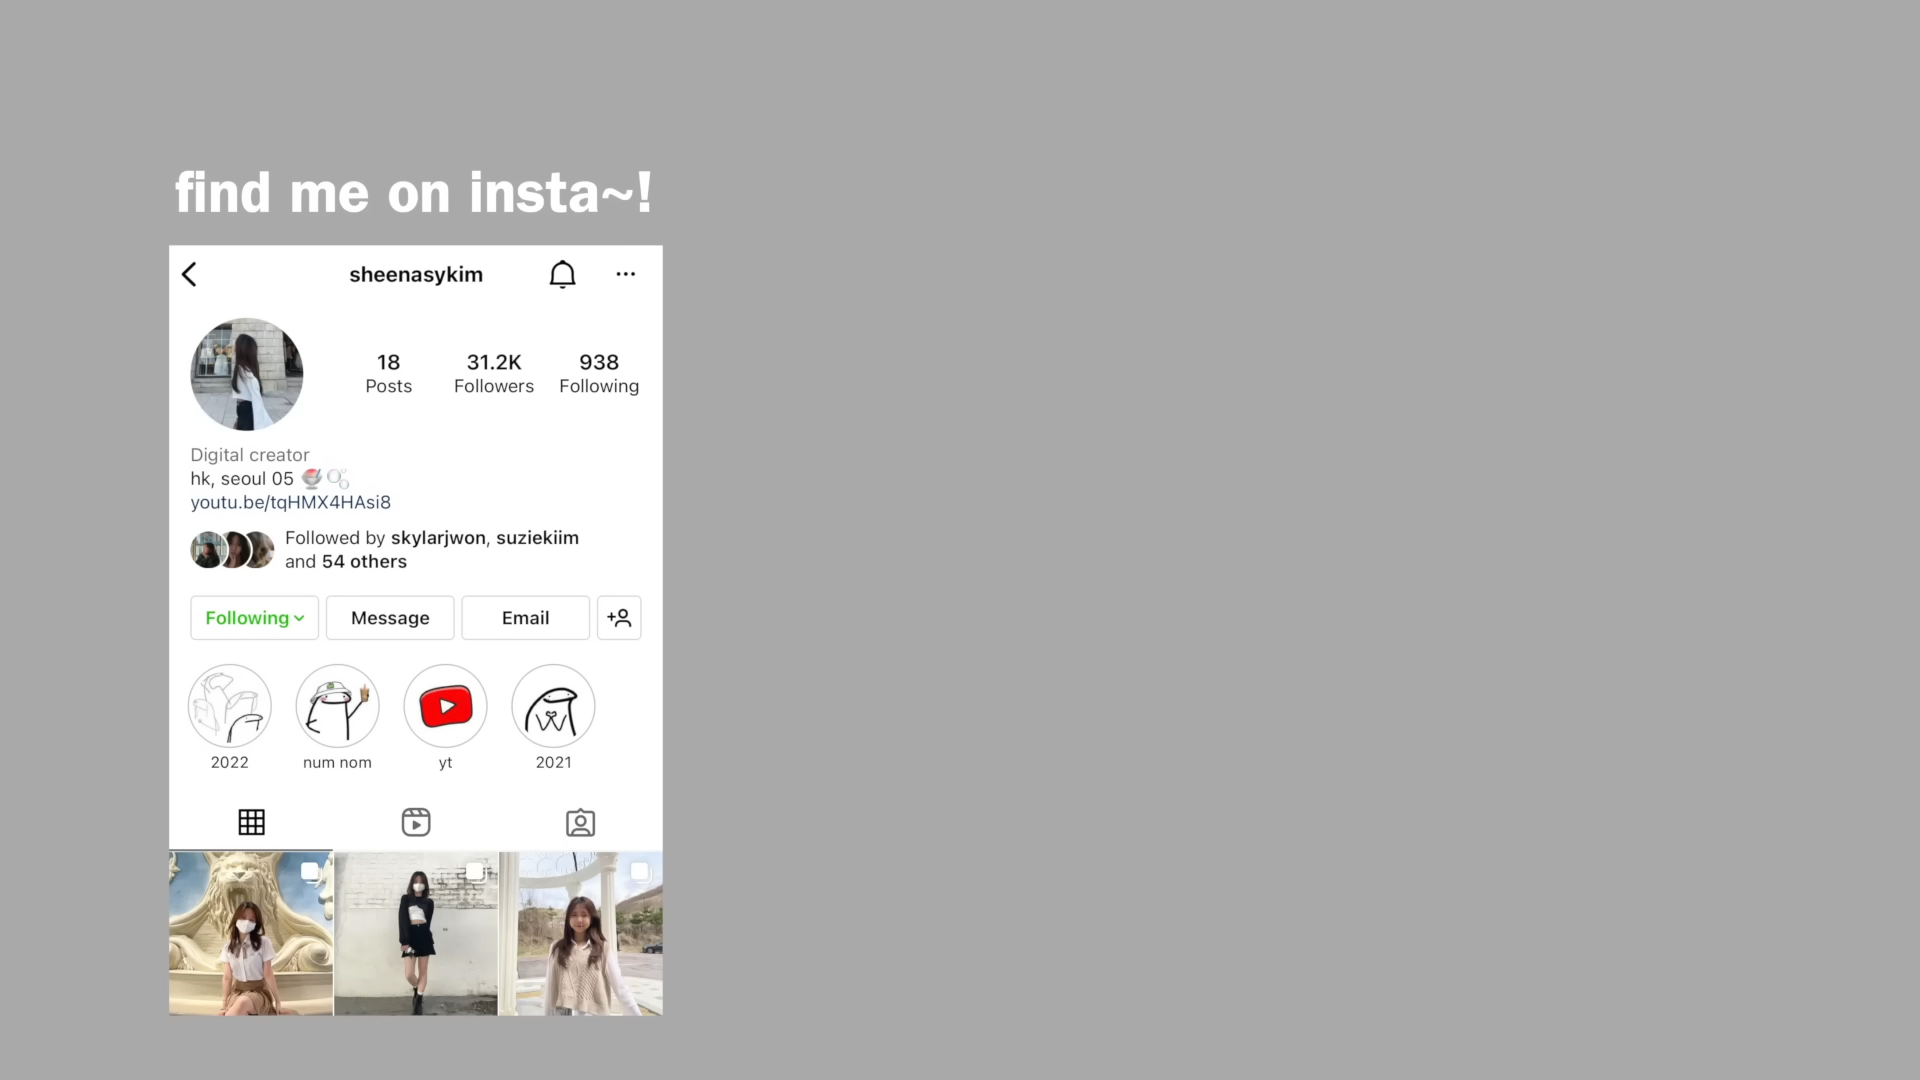 find me on insta~!
sheenasykim
18 31.2K 938
Posts Followers Following
Digital creator
hk, seoul 05 🍧🫧
youtu.be/tqHMX4HAsi8
Followed by skylarjwon, suziekiim
and 54 others
Following Message Email
2022 num nom yt 2021